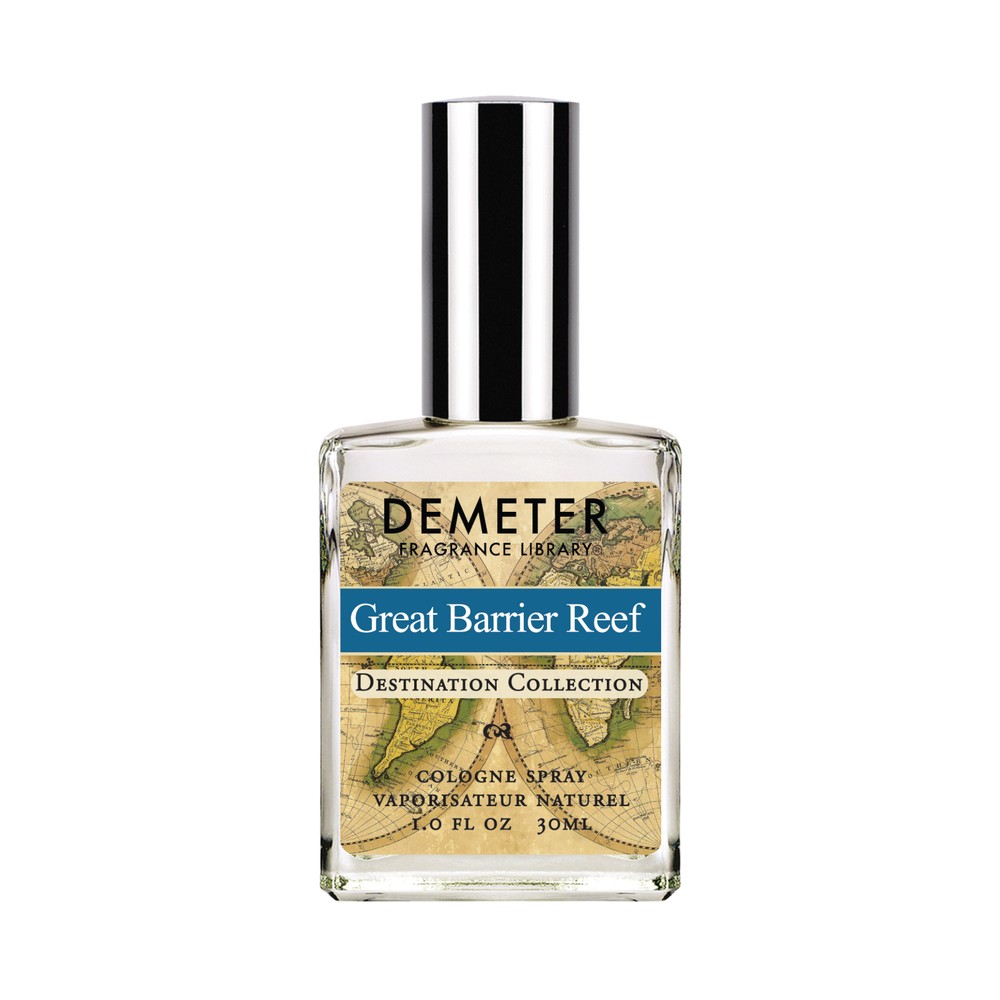 DEMETER
FRAGRANCE LIBRARY®
Great Barrier Reef
DESTINATION COLLECTION
COLOGNE SPRAY
VAPORISATEUR NATUREL
1.0 FL OZ 30ML